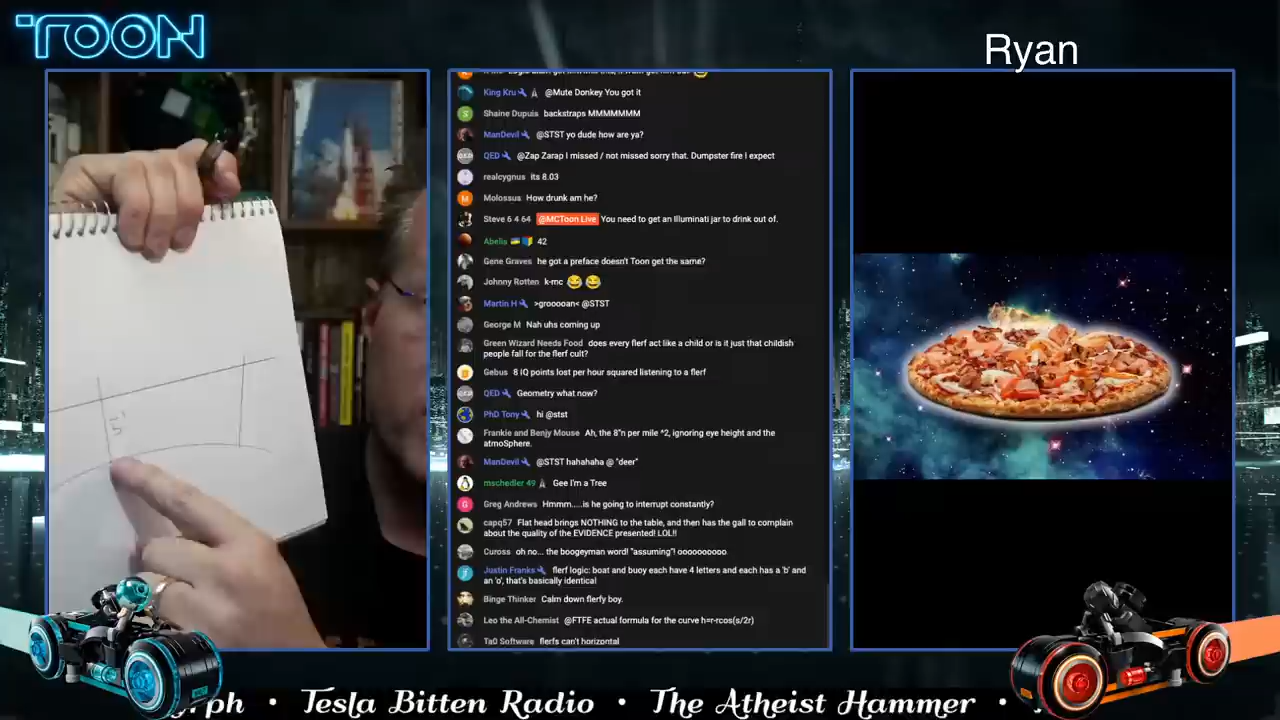 TOON
Ryan
King Kru @Mute Donkey You got it
Shaine Dupuis backstraps MMMMMMM
ManDevil @STST yo dude how are ya?
QED @Zap Zarap I missed / not missed sorry that. Dumpster fire I expect
realcygnus its 8.03
Molossus How drunk am he?
Steve 6 4 64 @MCToon Live You need to get an Illuminati jar to drink out of.
Abelis 42
Gene Graves he got a preface doesn't Toon get the same?
Johnny Rotten k-mc
Martin H >grooooan< @STST
George M Nah uhs coming up
Green Wizard Needs Food does every flerf act like a child or is it just that childish
people fall for the flerf cult?
Gebus 8 IQ points lost per hour squared listening to a flerf
QED Geometry what now?
PhD Tony hi @stst
Frankie and Benjy Mouse Ah, the 8"n per mile ^2, ignoring eye height and the
atmoSphere.
ManDevil @STST hahahaha @ "deer"
mschedler 49 Gee I'm a Tree
Greg Andrews Hmmm.....is he going to interrupt constantly?
capq57 Flat head brings NOTHING to the table, and then has the gall to complain
about the quality of the EVIDENCE presented! LOL!!
Cuross oh no... the boogeyman word! "assuming"! oooooooooo
Justin Franks flerf logic: boat and buoy each have 4 letters and each has a 'b' and
an 'o', that's basically identical
Binge Thinker Calm down flerfy boy.
Leo the All-Chemist @FTFE actual formula for the curve h=r-rcos(s/2r)
Ta0 Software flerfs can't horizontal
• Tesla Bitten Radio • The Atheist Hammer •